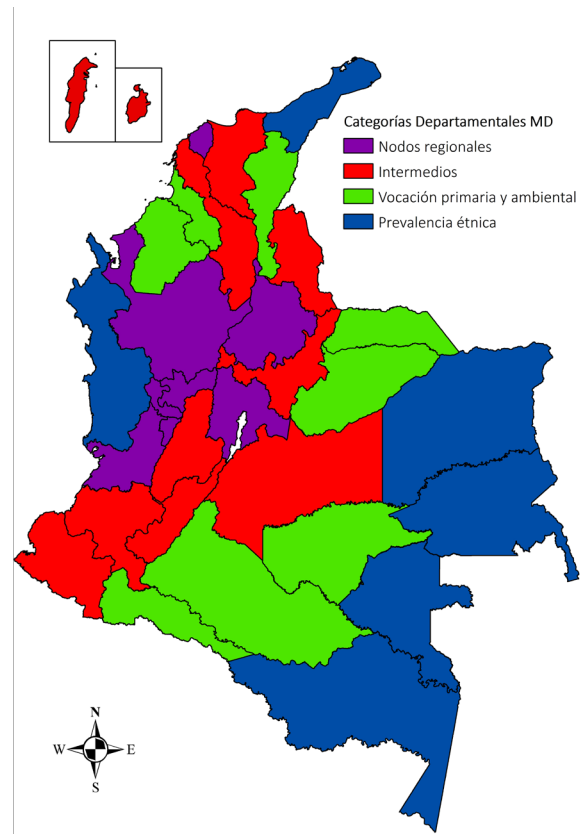 Categorías Departamentales MD
Nodos regionales
Intermedios
Vocación primaria y ambiental
Prevalencia étnica
N
W E
S